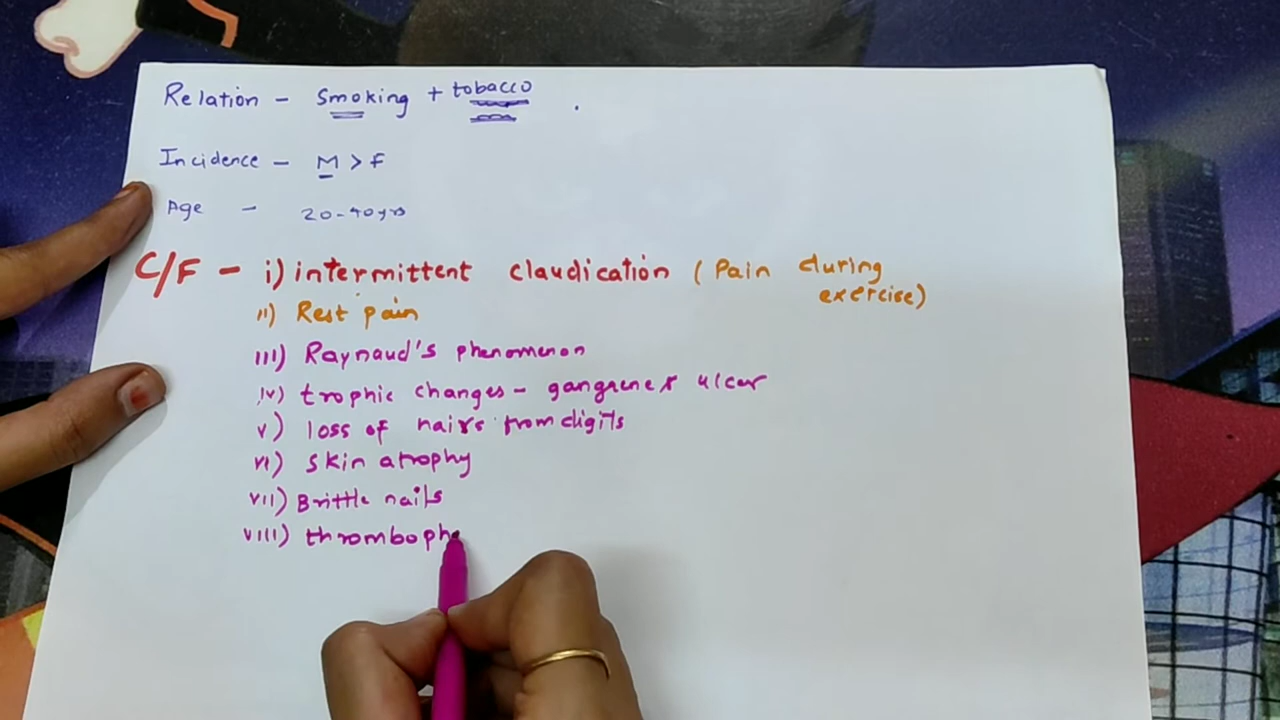 Relation - Smoking + tobacco
Incidence - M > F
Age - 20-40yrs
C/F - i) intermittent claudication (Pain during
exercise)
ii) Rest pain
iii) Raynaud's phenomenon
iv) trophic changes - gangrene & ulcer
v) loss of hairs from digits
vi) Skin atrophy
vii) Brittle nails
viii) thromboph